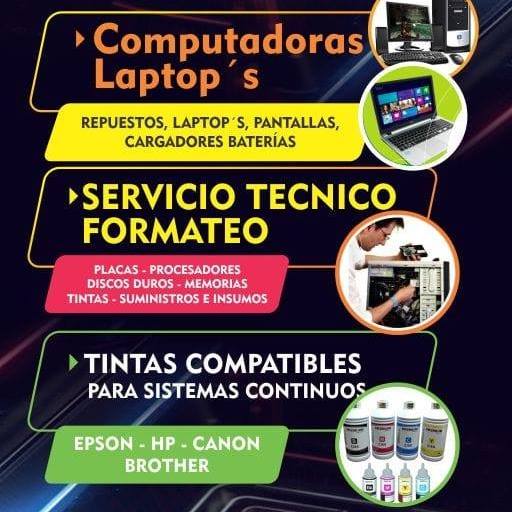 Computadoras
Laptop´s
REPUESTOS, LAPTOP´S, PANTALLAS,
CARGADORES BATERÍAS
SERVICIO TECNICO
FORMATEO
PLACAS - PROCESADORES
DISCOS DUROS - MEMORIAS
TINTAS - SUMINISTROS E INSUMOS
TINTAS COMPATIBLES
PARA SISTEMAS CONTINUOS
EPSON - HP - CANON
BROTHER